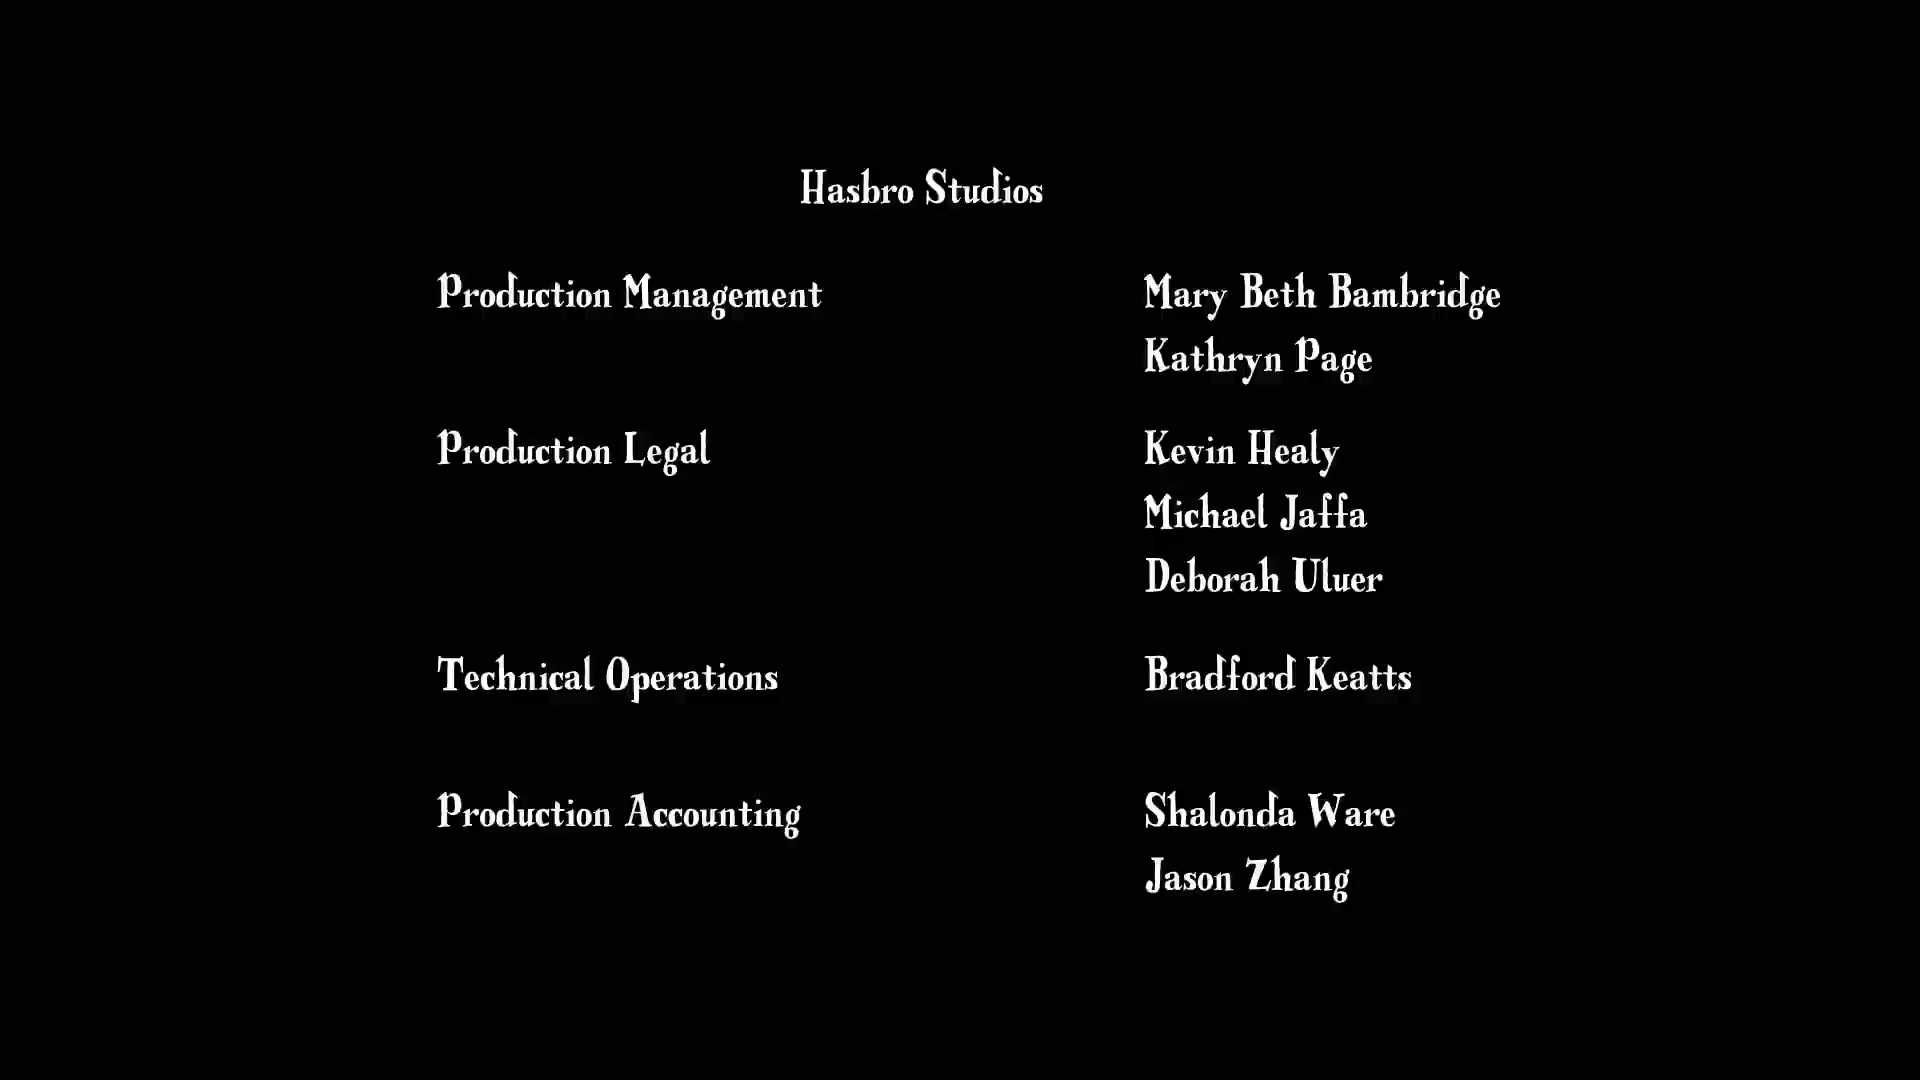 Hasbro Studios
Production Management Mary Beth Bambridge
Kathryn Page
Production Legal Kevin Healy
Michael Jaffa
Deborah Uluer
Technical Operations Bradford Keatts
Production Accounting Shalonda Ware
Jason Zhang